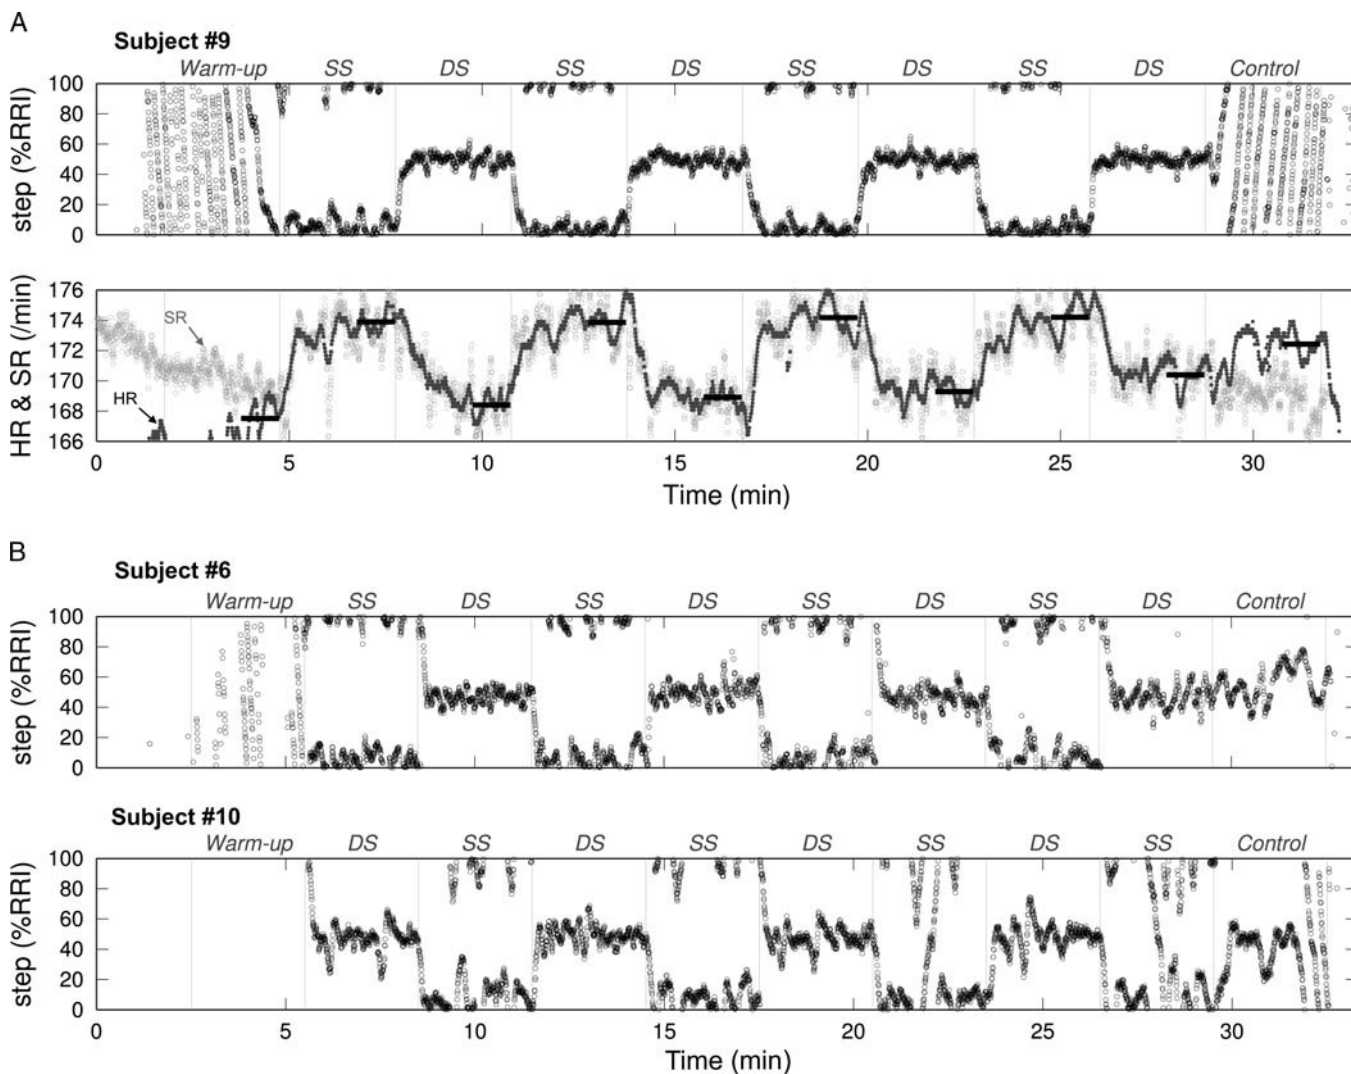 A
Subject #9
Warm-up SS DS SS DS SS DS SS DS Control
step (%RRI)
100
80
60
40
20
0
HR & SR (/min)
176
174
172
170
168
166
SR
HR
0 5 10 15 20 25 30
Time (min)
B
Subject #6
Warm-up SS DS SS DS SS DS SS DS Control
step (%RRI)
100
80
60
40
20
0
Subject #10
Warm-up DS SS DS SS DS SS DS SS Control
step (%RRI)
100
80
60
40
20
0
0 5 10 15 20 25 30
Time (min)